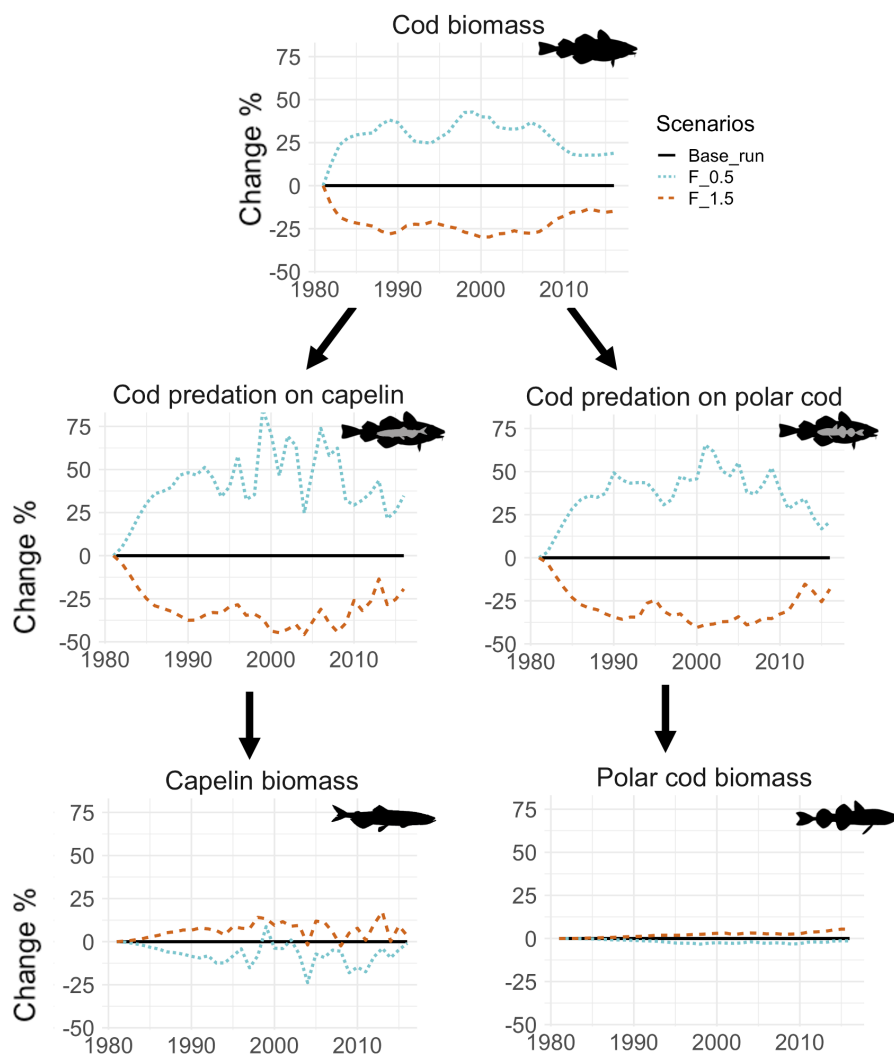 Cod biomass
Change %
75
50
25
0
-25
-50
1980 1990 2000 2010
Scenarios
Base_run
F_0.5
F_1.5
Cod predation on capelin
Change %
75
50
25
0
-25
-50
1980 1990 2000 2010
Cod predation on polar cod
75
50
25
0
-25
-50
1980 1990 2000 2010
Capelin biomass
Change %
75
50
25
0
-25
-50
1980 1990 2000 2010
Polar cod biomass
75
50
25
0
-25
-50
1980 1990 2000 2010